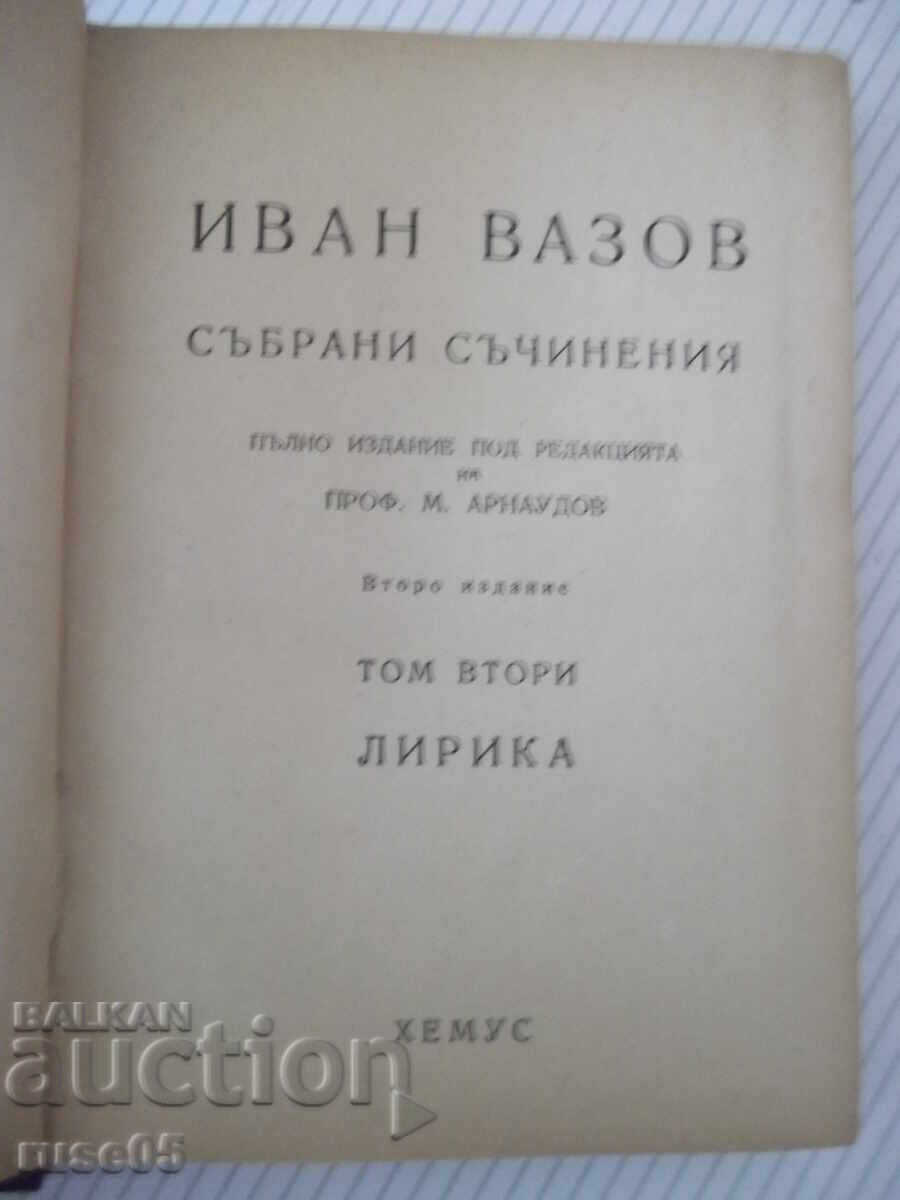 ИВАН ВАЗОВ
СЪБРАНИ СЪЧИНЕНИЯ
ПЪЛНО ИЗДАНИЕ ПОД РЕДАКЦИЯТА
НА
ПРОФ. М. АРНАУДОВ
Второ издание
ТОМ ВТОРИ
ЛИРИКА
ХЕМУС
BALKAN
auction
ruse05